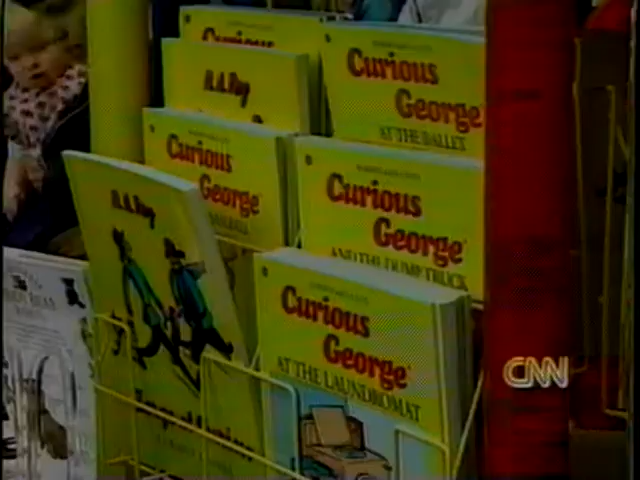 Curious
H.A. Rey
Curious
George
AT THE BALLET
Curious
George
Curious
George
AND THE DUMP TRUCK
H.A. Rey
Curious
George
AT THE LAUNDROMAT
CNN